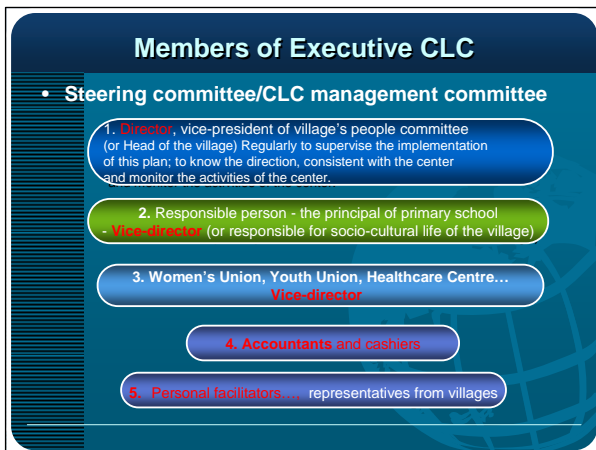 Members of Executive CLC
• Steering committee/CLC management committee
1. Director, vice-president of village's people committee
(or Head of the village) Regularly to supervise the implementation
of this plan; to know the direction, consistent with the center
and monitor the activities of the center.
2. Responsible person - the principal of primary school
- Vice-director (or responsible for socio-cultural life of the village)
3. Women's Union, Youth Union, Healthcare Centre…
Vice-director
4. Accountants and cashiers
5. Personal facilitators…, representatives from villages